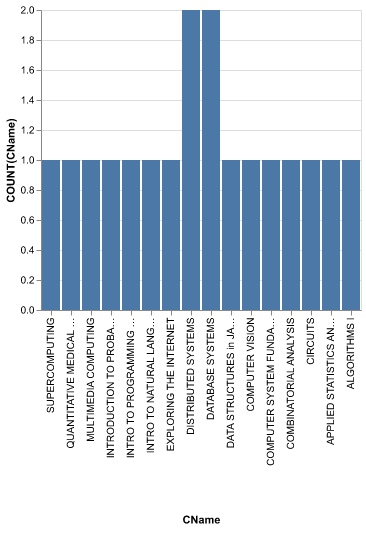 COUNT(CName)
2.0
1.8
1.6
1.4
1.2
1.0
0.8
0.6
0.4
0.2
0.0
SUPERCOMPUTING
QUANTITATIVE MEDICAL …
MULTIMEDIA COMPUTING
INTRODUCTION TO PROBA…
INTRO TO PROGRAMMING …
INTRO TO NATURAL LANG…
EXPLORING THE INTERNET
DISTRIBUTED SYSTEMS
DATABASE SYSTEMS
DATA STRUCTURES in JA…
COMPUTER VISION
COMPUTER SYSTEM FUNDA…
COMBINATORIAL ANALYSIS
CIRCUITS
APPLIED STATISTICS AN…
ALGORITHMS I
CName